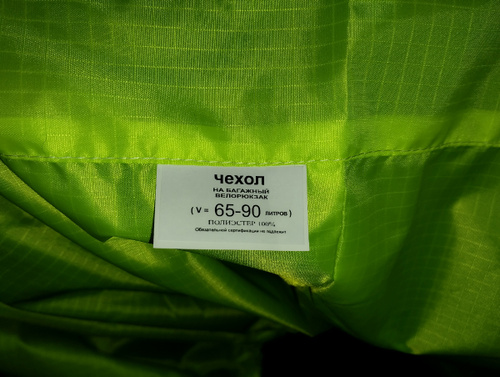 чехол
НА БАГАЖНЫЙ
ВЕЛОРЮКЗАК
( V = 65-90 ЛИТРОВ )
ПОЛИЭСТЕР 100%
Обязательной сертификации не подлежит